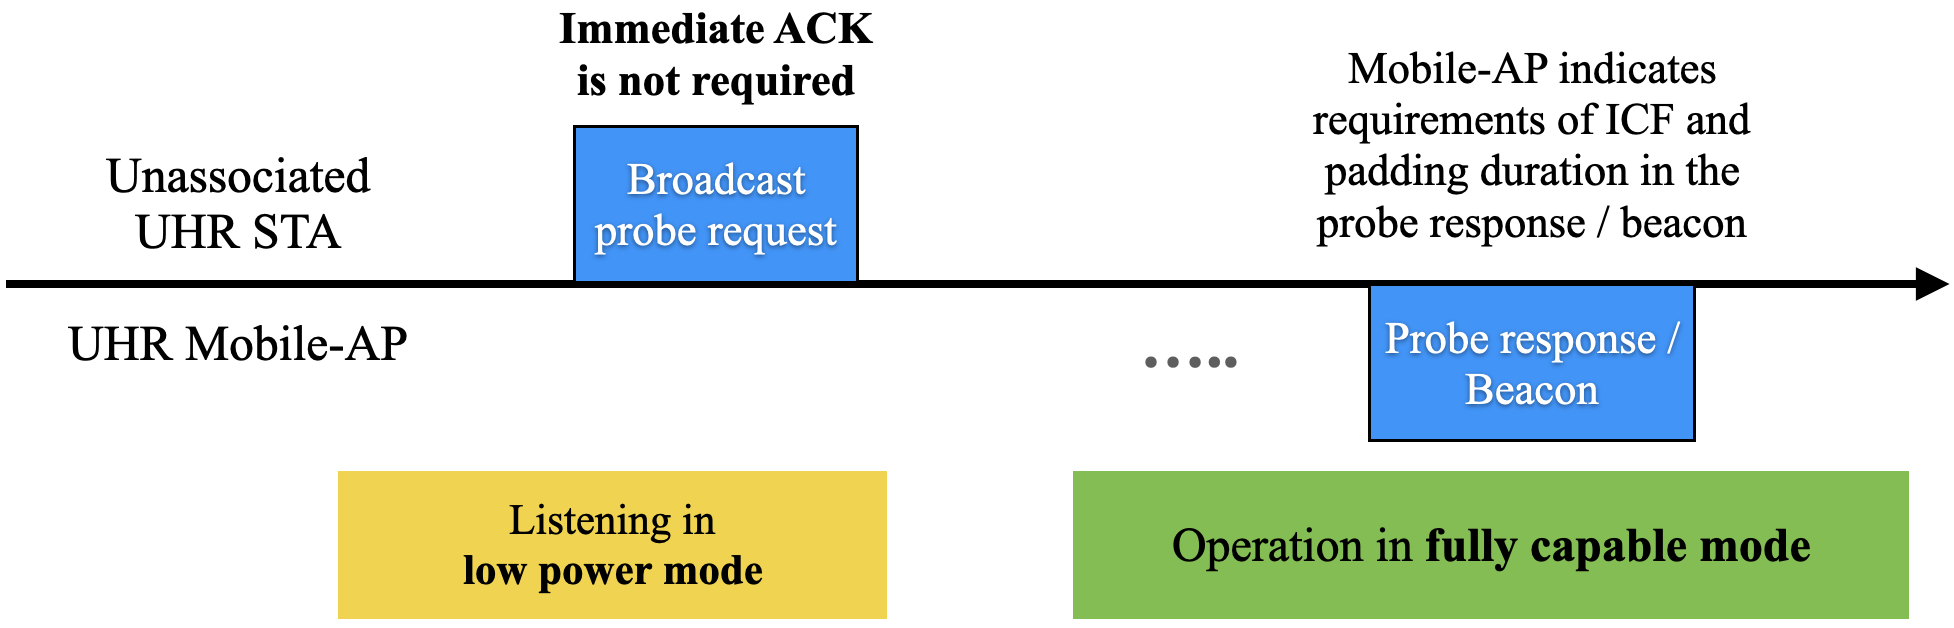 Immediate ACK
is not required
Mobile-AP indicates
requirements of ICF and
padding duration in the
probe response / beacon
Unassociated
UHR STA
Broadcast
probe request
UHR Mobile-AP
Probe response /
Beacon
Listening in
low power mode
Operation in fully capable mode